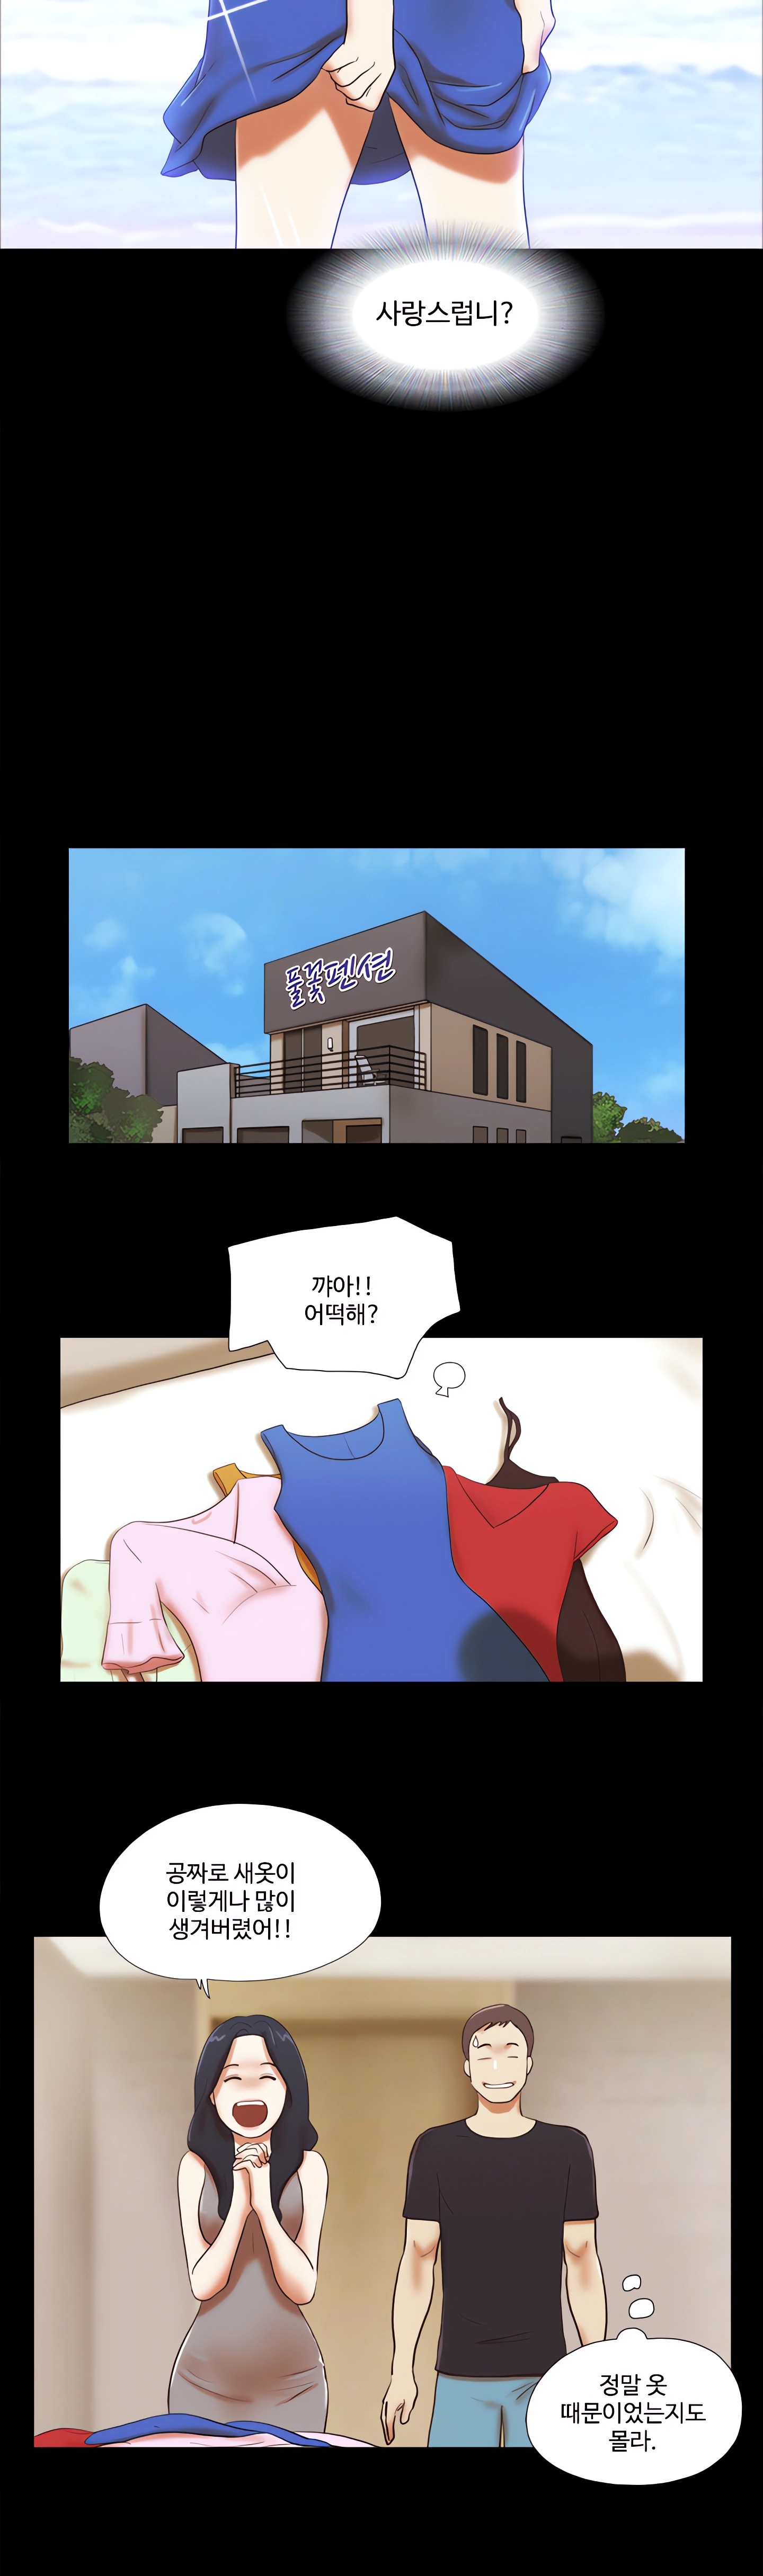 사랑스럽니?
풀꽃펜션
꺄아!!
어떡해?
공짜로 새옷이
이렇게나 많이
생겨버렸어!!
정말 옷
때문이었는지도
몰라.